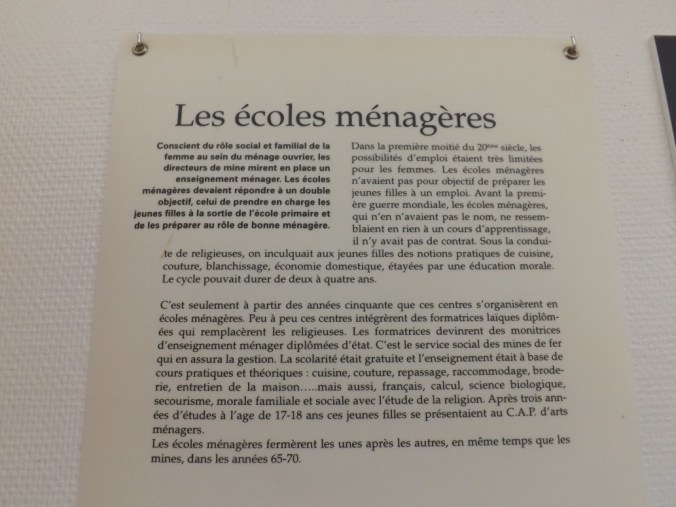 Les écoles ménagères
Conscient du rôle social et familial de la
femme au sein du ménage ouvrier, les
directeurs de mine mirent en place un
enseignement ménager. Les écoles
ménagères devaient répondre à un double
objectif, celui de prendre en charge les
jeunes filles à la sortie de l'école primaire et
de les préparer au rôle de bonne ménagère.
Dans la première moitié du 20ème siècle, les
possibilités d'emploi étaient très limitées
pour les femmes. Les écoles ménagères
n'avaient pas pour objectif de préparer les
jeunes filles à un emploi. Avant la premi-
ère guerre mondiale, les écoles ménagères,
qui n'en n'avaient pas le nom, ne ressem-
blaient en rien à un cours d'apprentissage,
il n'y avait pas de contrat. Sous la condui-
te de religieuses, on inculquait aux jeunes filles des notions pratiques de cuisine,
couture, blanchissage, économie domestique, étayées par une éducation morale.
Le cycle pouvait durer de deux à quatre ans.
C'est seulement à partir des années cinquante que ces centres s'organisèrent en
écoles ménagères. Peu à peu ces centres intégrèrent des formatrices laïques diplôm-
ées qui remplacèrent les religieuses. Les formatrices devinrent des monitrices
d'enseignement ménager diplômées d'état. C'est le service social des mines de fer
qui en assura la gestion. La scolarité était gratuite et l'enseignement était à base de
cours pratiques et théoriques : cuisine, couture, repassage, raccommodage, brode-
rie, entretien de la maison.....mais aussi, français, calcul, science biologique,
secourisme, morale familiale et sociale avec l'étude de la religion. Après trois ann-
ées d'études à l'age de 17-18 ans ces jeunes filles se présentaient au C.A.P. d'arts
ménagers.
Les écoles ménagères fermèrent les unes après les autres, en même temps que les
mines, dans les années 65-70.